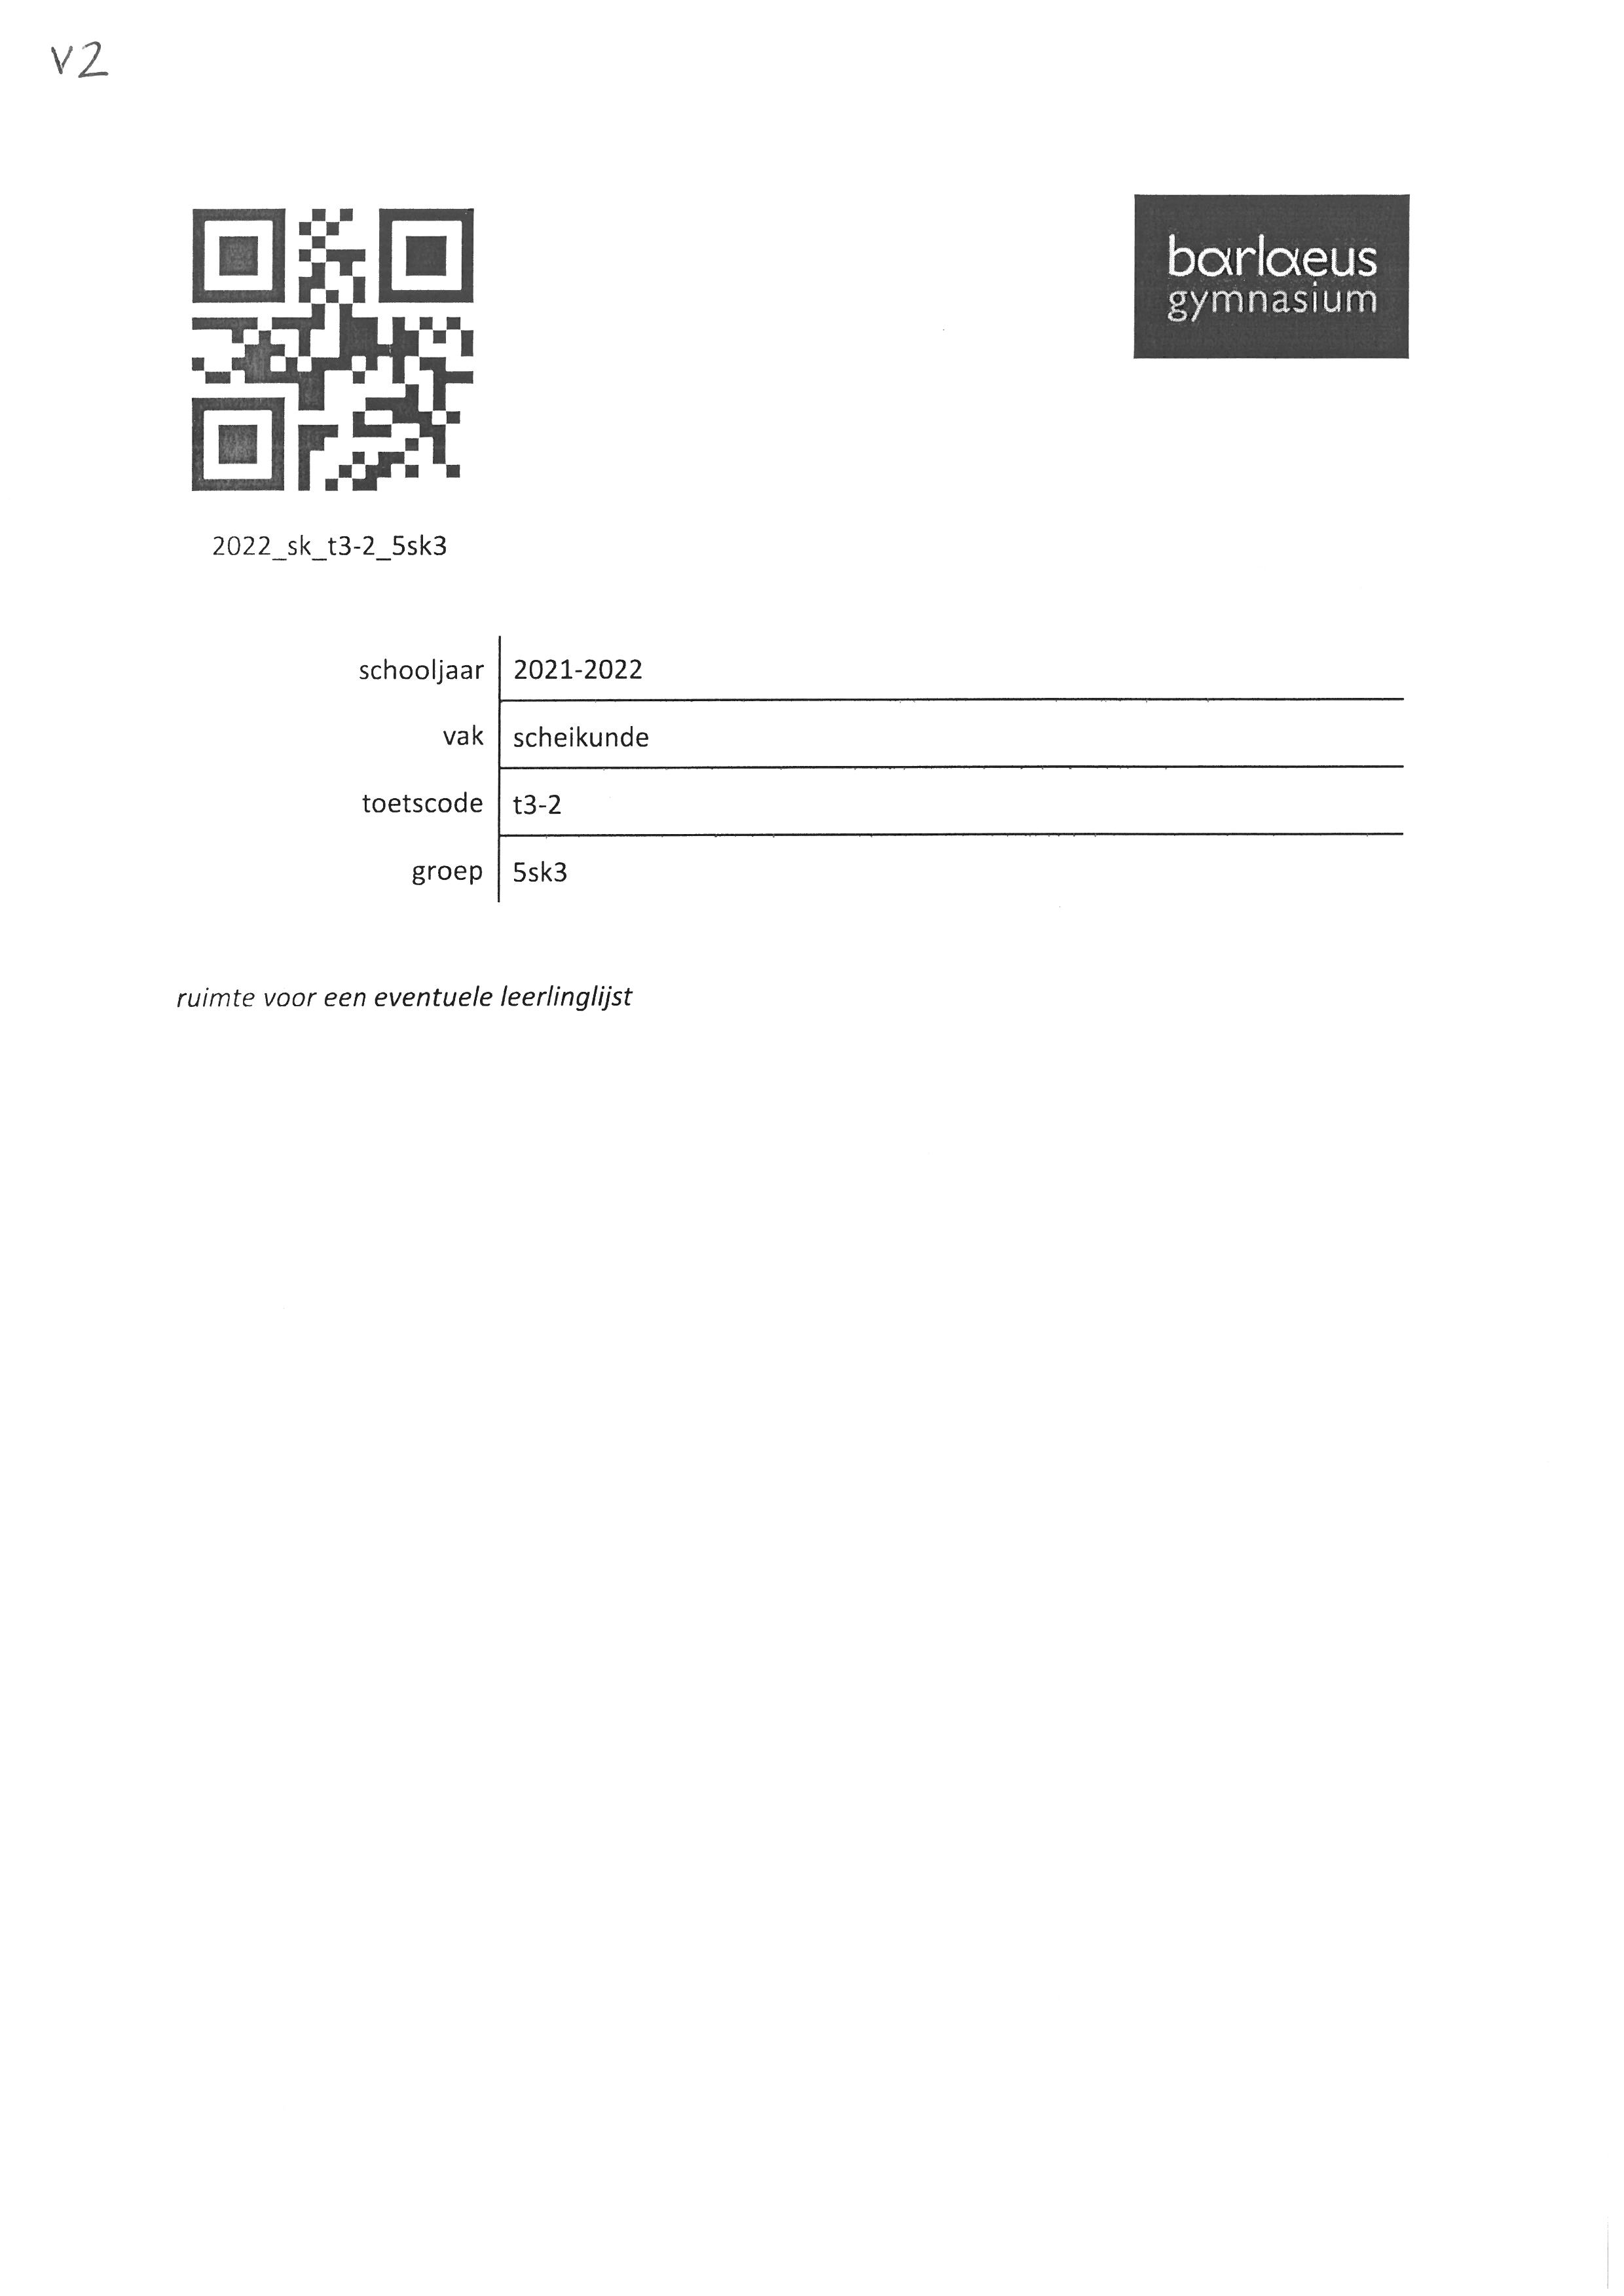 V2
barlaeus
gymnasium
2022_sk_t3-2_5sk3
schooljaar 2021-2022
vak scheikunde
toetscode t3-2
groep 5sk3
ruimte voor een eventuele leerlinglijst